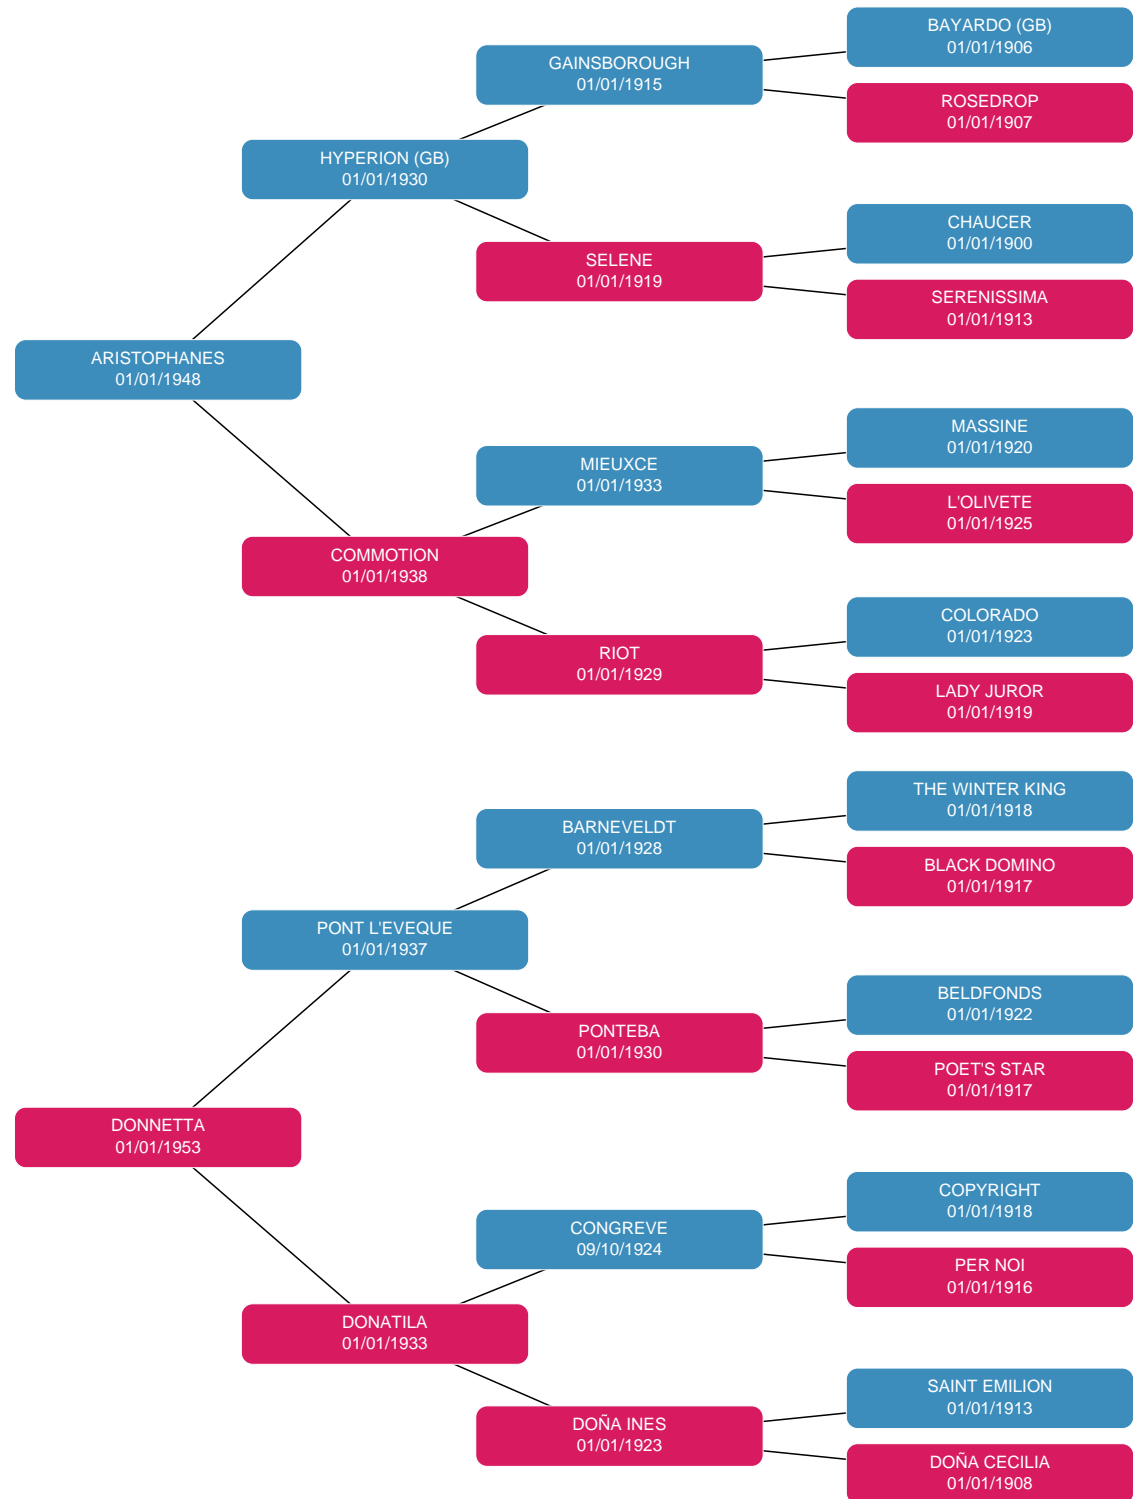 BAYARDO (GB)
01/01/1906
GAINSBOROUGH
01/01/1915
ROSEDROP
01/01/1907
HYPERION (GB)
01/01/1930
CHAUCER
01/01/1900
SELENE
01/01/1919
SERENISSIMA
01/01/1913
ARISTOPHANES
01/01/1948
MASSINE
01/01/1920
MIEUXCE
01/01/1933
L'OLIVETE
01/01/1925
COMMOTION
01/01/1938
COLORADO
01/01/1923
RIOT
01/01/1929
LADY JUROR
01/01/1919
THE WINTER KING
01/01/1918
BARNEVELDT
01/01/1928
BLACK DOMINO
01/01/1917
PONT L'EVEQUE
01/01/1937
BELDFONDS
01/01/1922
PONTEBA
01/01/1930
POET'S STAR
01/01/1917
DONNETTA
01/01/1953
COPYRIGHT
01/01/1918
CONGREVE
09/10/1924
PER NOI
01/01/1916
DONATILA
01/01/1933
SAINT EMILION
01/01/1913
DOÑA INES
01/01/1923
DOÑA CECILIA
01/01/1908